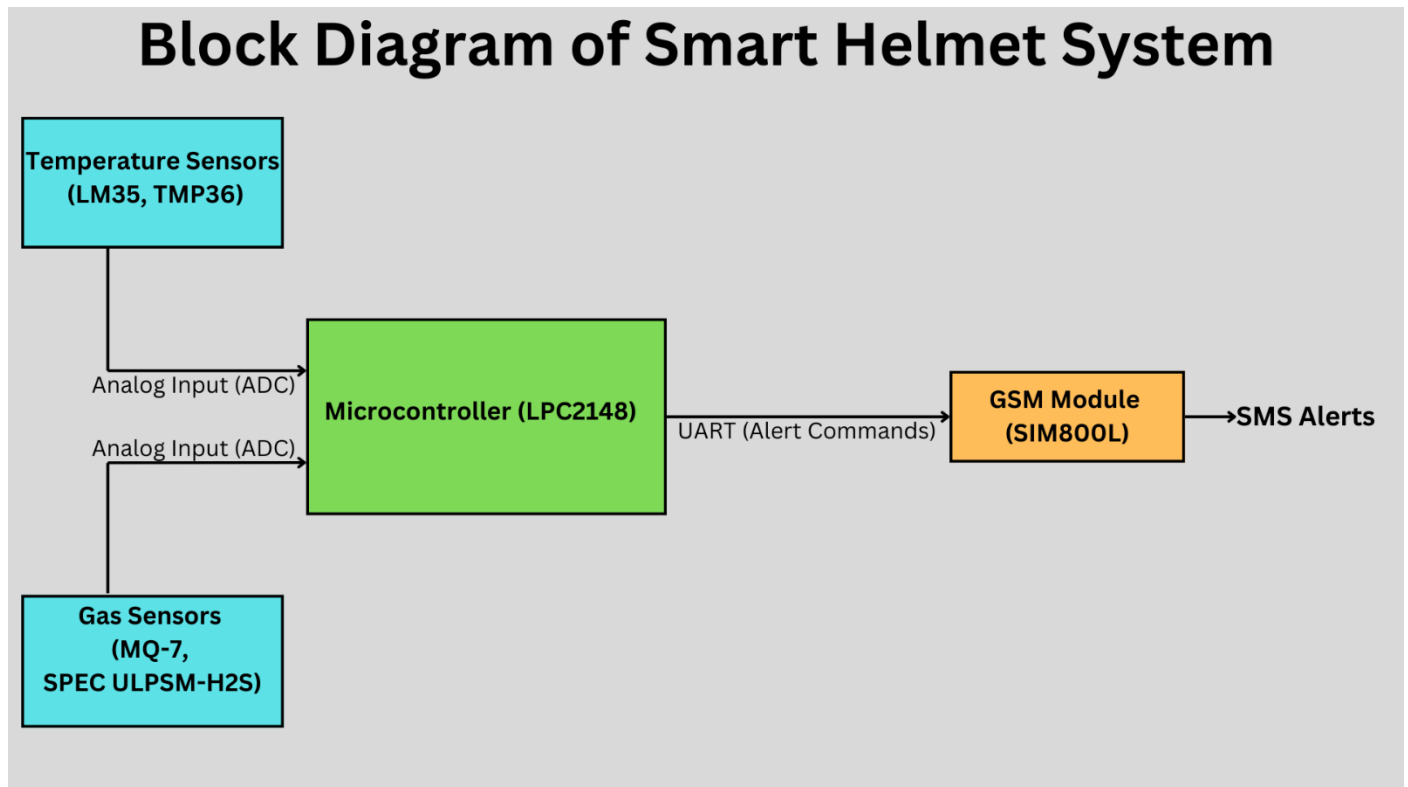 Block Diagram of Smart Helmet System
Temperature Sensors
(LM35, TMP36)
Analog Input (ADC)
Analog Input (ADC)
Microcontroller (LPC2148)
UART (Alert Commands)
GSM Module
(SIM800L)
SMS Alerts
Gas Sensors
(MQ-7,
SPEC ULPSM-H2S)